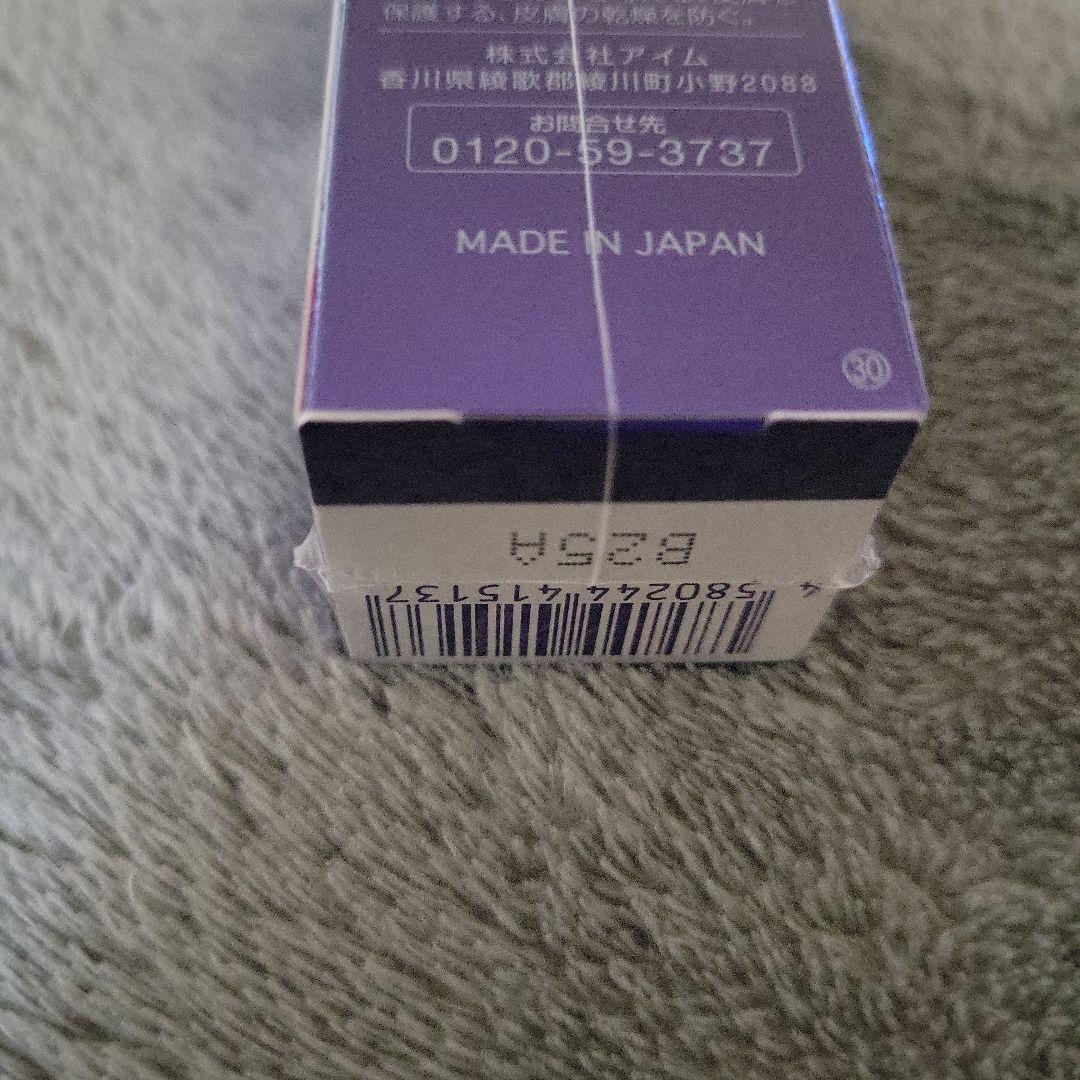 保護する、皮膚の乾燥を防ぐ。
株式会社アイム
香川県綾歌郡綾川町小野2088
お問合せ先
0120-59-3737
MADE IN JAPAN
30
B25A
4 580244 415137